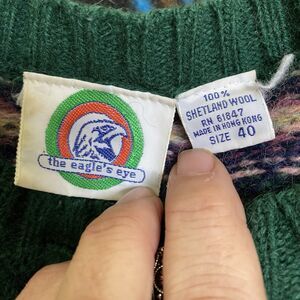 the eagle's eye
100%
SHETLAND WOOL
RN 61847
MADE IN HONG KONG
SIZE 40